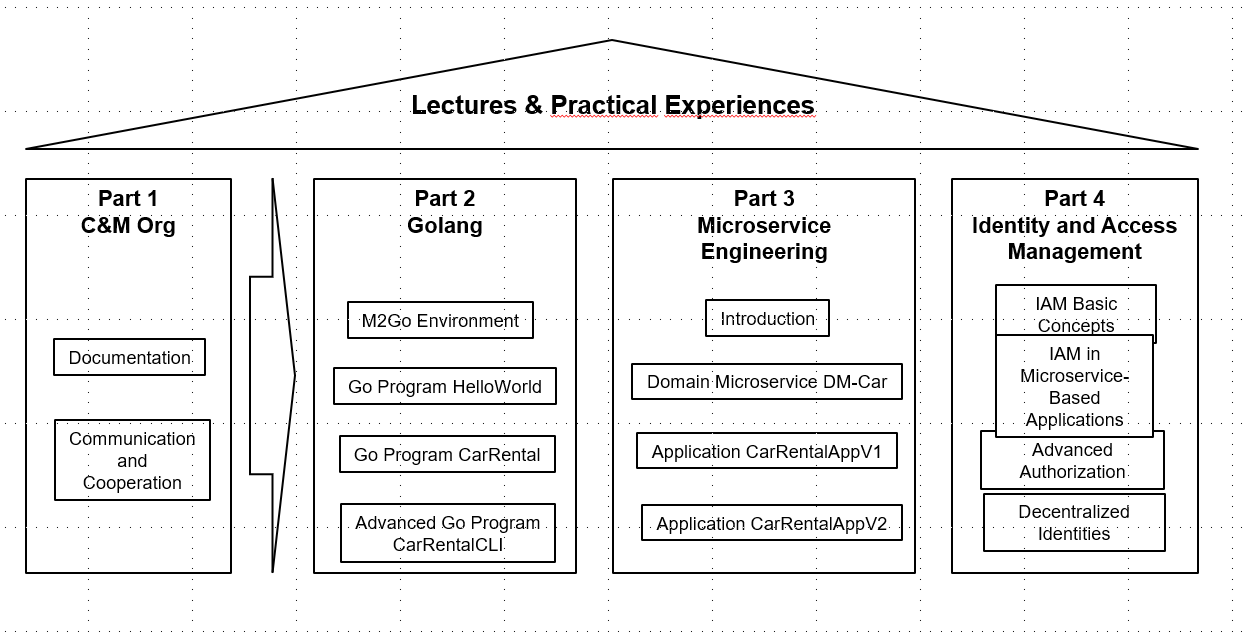 Lectures & Practical Experiences
Part 1
C&M Org
Documentation
Communication
and
Cooperation
Part 2
Golang
M2Go Environment
Go Program HelloWorld
Go Program CarRental
Advanced Go Program
CarRentalCLI
Part 3
Microservice
Engineering
Introduction
Domain Microservice DM-Car
Application CarRentalAppV1
Application CarRentalAppV2
Part 4
Identity and Access
Management
IAM Basic
Concepts
IAM in
Microservice-
Based
Applications
Advanced
Authorization
Decentralized
Identities